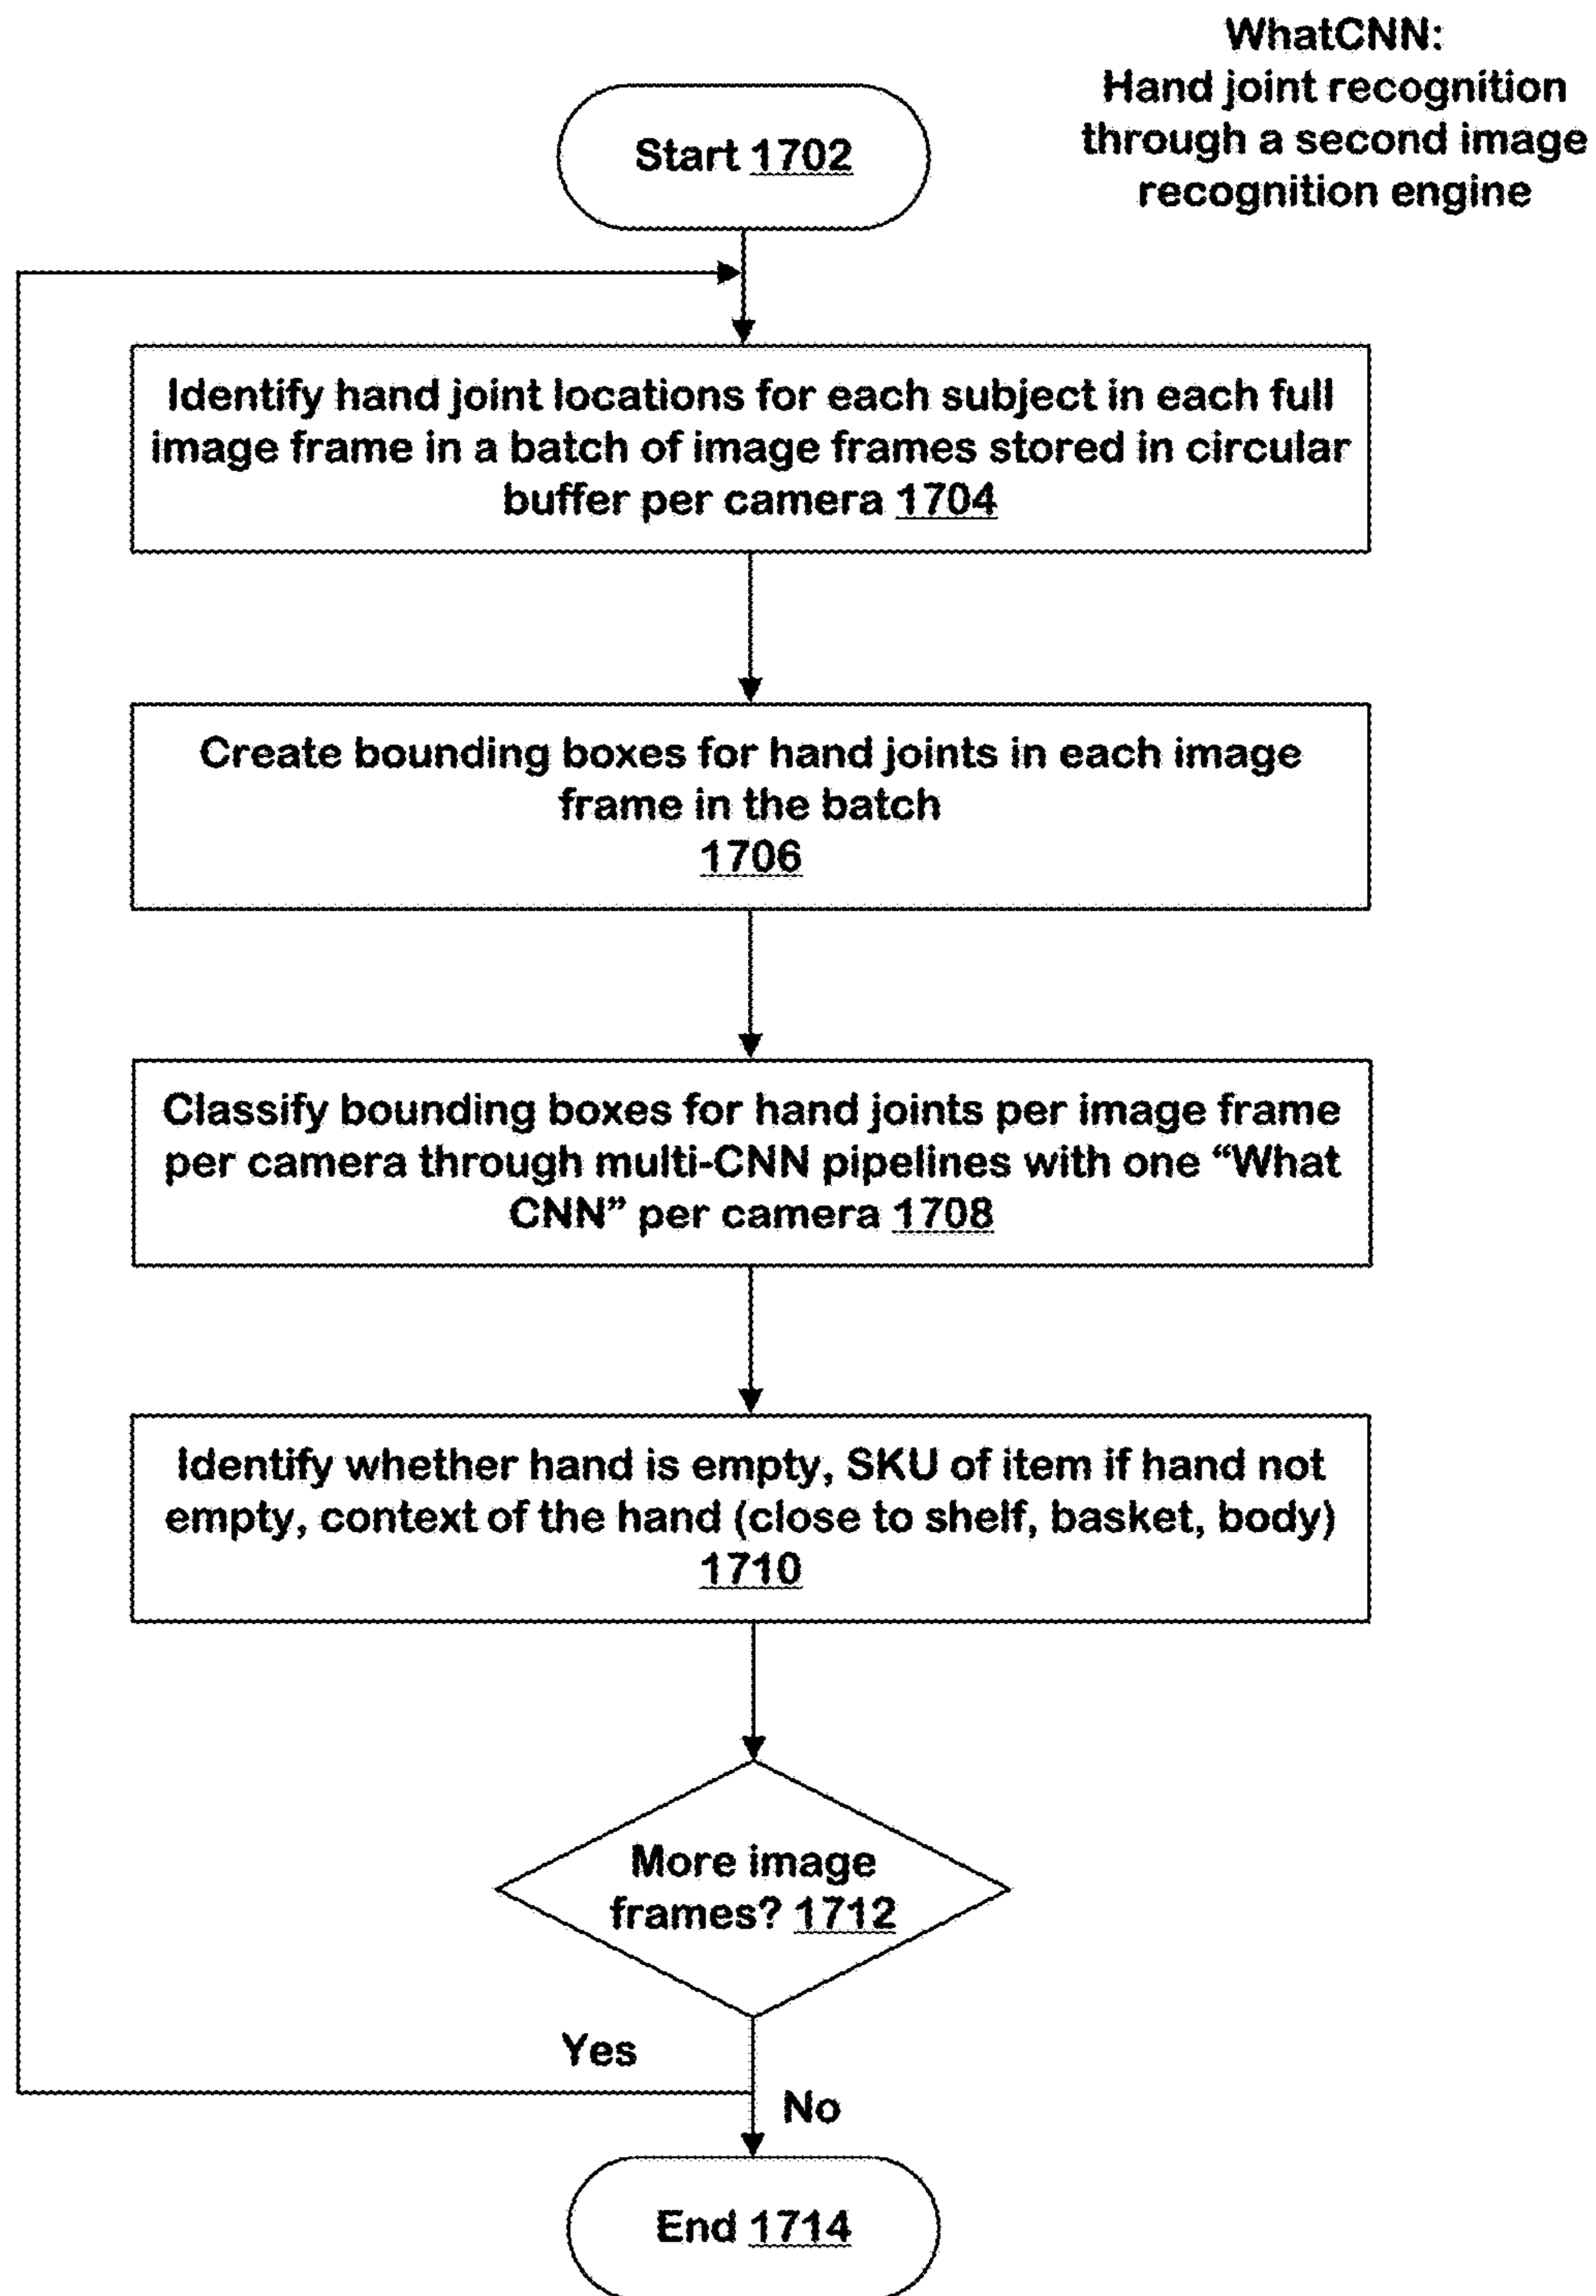 WhatCNN:
Hand joint recognition
through a second image
recognition engine
Start 1702
Identify hand joint locations for each subject in each full
image frame in a batch of image frames stored in circular
buffer per camera 1704
Create bounding boxes for hand joints in each image
frame in the batch
1706
Classify bounding boxes for hand joints per image frame
per camera through multi-CNN pipelines with one “What
CNN” per camera 1708
Identify whether hand is empty, SKU of item if hand not
empty, context of the hand (close to shelf, basket, body)
1710
More image
frames? 1712
Yes
No
End 1714